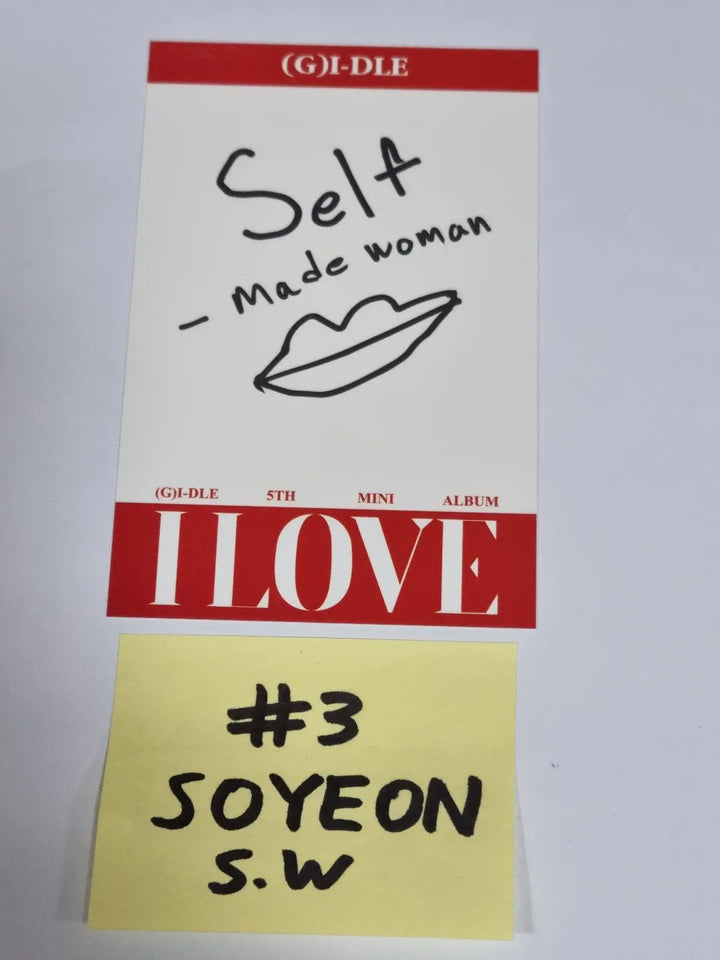 (G)I-DLE
Self
- made woman
(G)I-DLE 5TH MINI ALBUM
I LOVE
#3
SOYEON
S.W